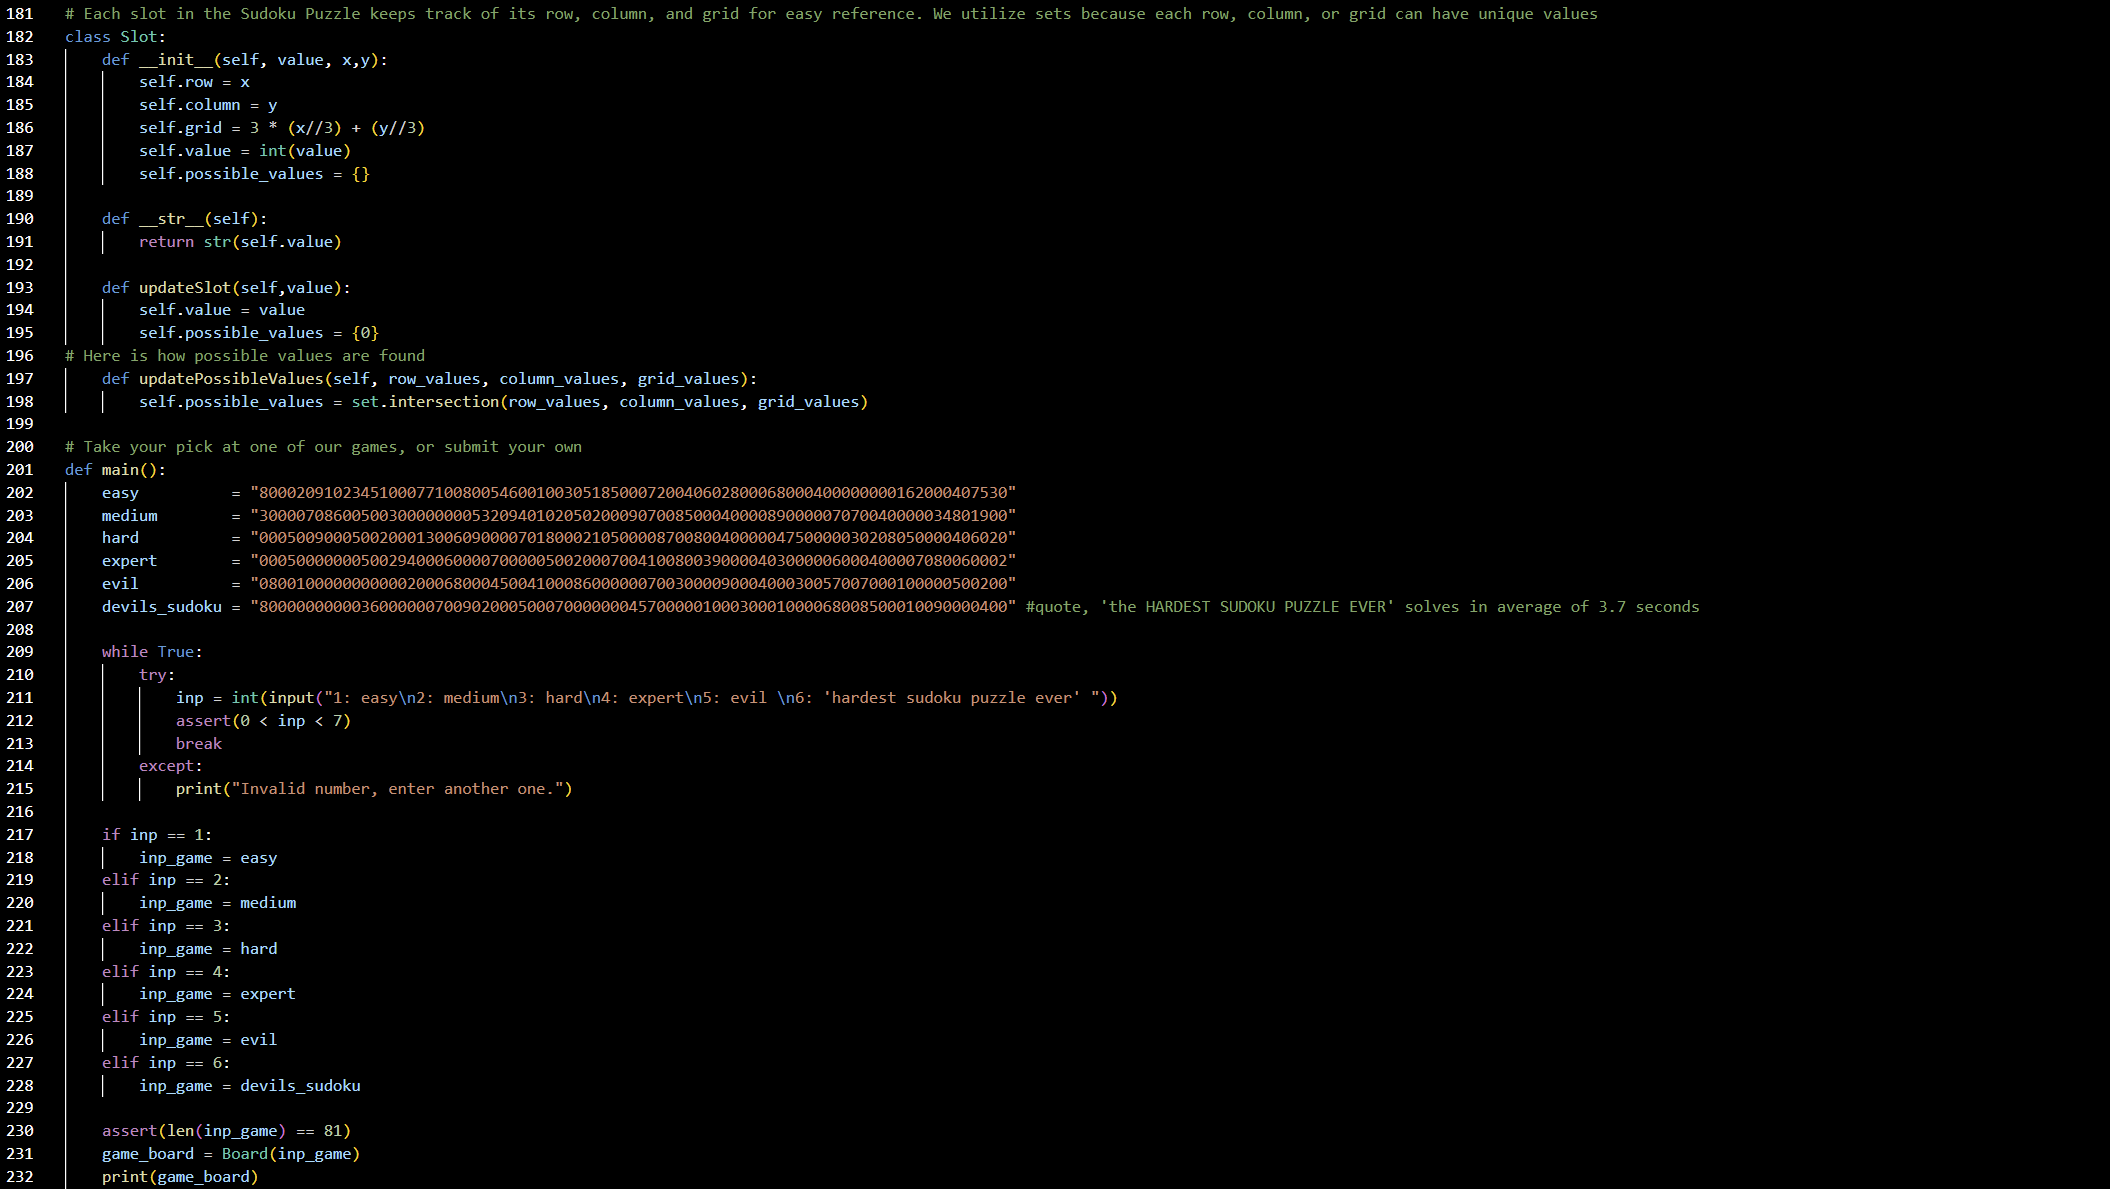 181 # Each slot in the Sudoku Puzzle keeps track of its row, column, and grid for easy reference. We utilize sets because each row, column, or grid can have unique values
182 class Slot:
183     def __init__(self, value, x,y):
184         self.row = x
185         self.column = y
186         self.grid = 3 * (x//3) + (y//3)
187         self.value = int(value)
188         self.possible_values = {}
189
190     def __str__(self):
191         return str(self.value)
192
193     def updateSlot(self,value):
194         self.value = value
195         self.possible_values = {0}
196 # Here is how possible values are found
197     def updatePossibleValues(self, row_values, column_values, grid_values):
198         self.possible_values = set.intersection(row_values, column_values, grid_values)
199
200 # Take your pick at one of our games, or submit your own
201 def main():
202     easy          = "800020910234510007710080054600100305185000720040602800068000400000000162000407530"
203     medium        = "300007086005003000000000532094010205020009070085000400008900000707004000034801900"
204     hard          = "000500900050020001300609000070180002105000087008004000004750000030208050000406020"
205     expert        = "000500000005002940006000070000050020007004100800390000403000006000400007080060002"
206     evil          = "080010000000000020006800045004100086000000700300009000400030057007000100000500200"
207     devils_sudoku = "800000000003600000070090200050007000000045700000100030001000068008500010090000400" #quote, 'the HARDEST SUDOKU PUZZLE EVER' solves in average of 3.7 seconds
208
209     while True:
210         try:
211             inp = int(input("1: easy\n2: medium\n3: hard\n4: expert\n5: evil \n6: 'hardest sudoku puzzle ever' "))
212             assert(0 < inp < 7)
213             break
214         except:
215             print("Invalid number, enter another one.")
216
217     if inp == 1:
218         inp_game = easy
219     elif inp == 2:
220         inp_game = medium
221     elif inp == 3:
222         inp_game = hard
223     elif inp == 4:
224         inp_game = expert
225     elif inp == 5:
226         inp_game = evil
227     elif inp == 6:
228         inp_game = devils_sudoku
229
230     assert(len(inp_game) == 81)
231     game_board = Board(inp_game)
232     print(game_board)